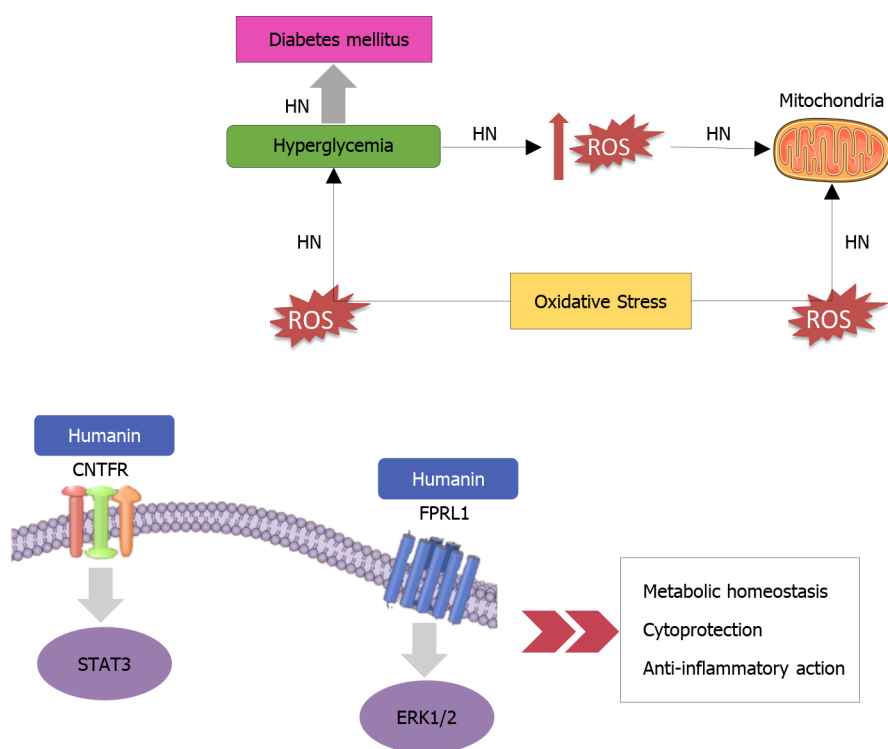 Diabetes mellitus
HN
Mitochondria
Hyperglycemia
HN
ROS
HN
HN
HN
ROS
Oxidative Stress
ROS
Humanin
CNTFR
Humanin
FPRL1
STAT3
ERK1/2
Metabolic homeostasis
Cytoprotection
Anti-inflammatory action